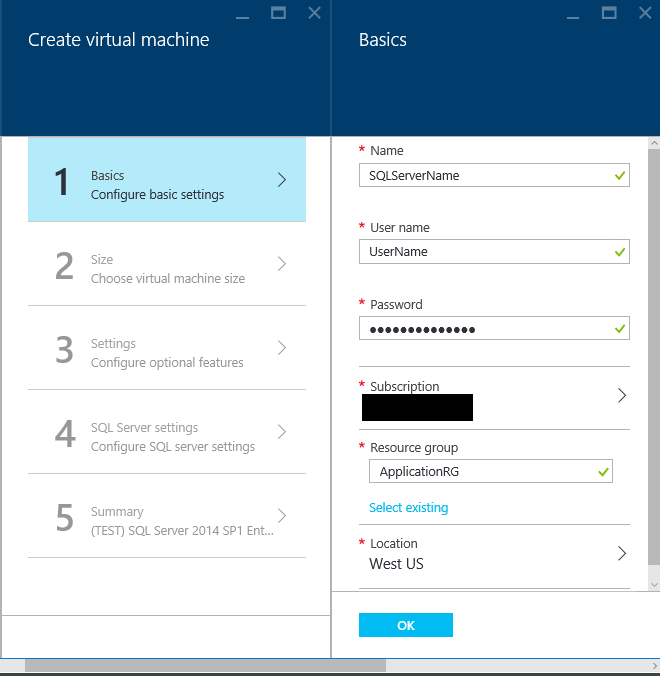 Create virtual machine
1
Basics
Configure basic settings
2
Size
Choose virtual machine size
3
Settings
Configure optional features
4
SQL Server settings
Configure SQL server settings
5
Summary
(TEST) SQL Server 2014 SP1 Ent...
Basics
* Name
SQLServerName
* User name
UserName
* Password
●●●●●●●●●●●●●●
* Subscription
* Resource group
ApplicationRG
Select existing
* Location
West US
OK